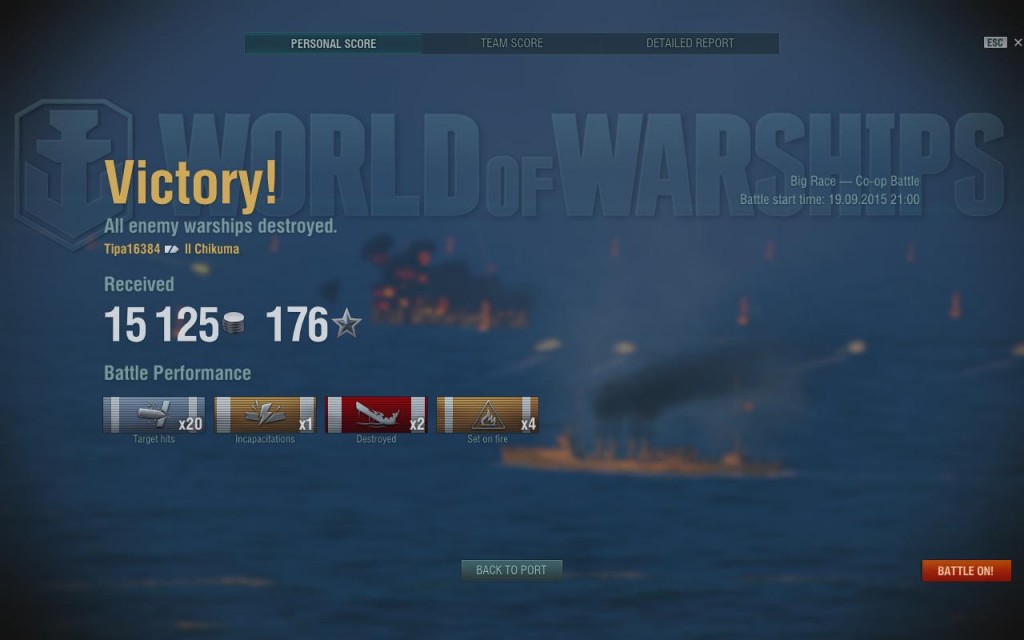 PERSONAL SCORE TEAM SCORE DETAILED REPORT
ESC ×
WORLD OF WARSHIPS
Victory!
Big Race — Co-op Battle
Battle start time: 19.09.2015 21:00
All enemy warships destroyed.
Tipa16384 II Chikuma
Received
15 125 176
Battle Performance
x20 x1 x2 x4
Target hits Incapacitations Destroyed Set on fire
BACK TO PORT BATTLE ON!